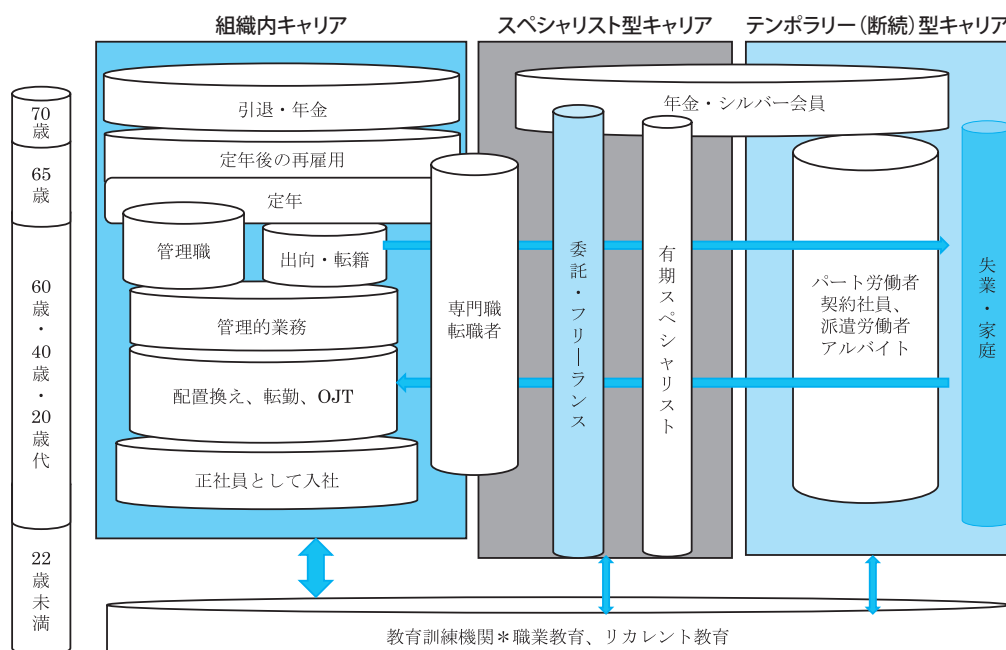 組織内キャリア
スペシャリスト型キャリア
テンポラリー（断続）型キャリア
70
歳
65
歳
60
歳
・
40
歳
・
20
歳
代
22
歳
未
満
引退・年金
定年後の再雇用
定年
管理職
出向・転籍
管理的業務
配置換え、転勤、OJT
正社員として入社
専門職
転職者
年金・シルバー会員
委託・フリーランス
有期スペシャリスト
パート労働者
契約社員、
派遣労働者
アルバイト
失業・家庭
教育訓練機関＊職業教育、リカレント教育